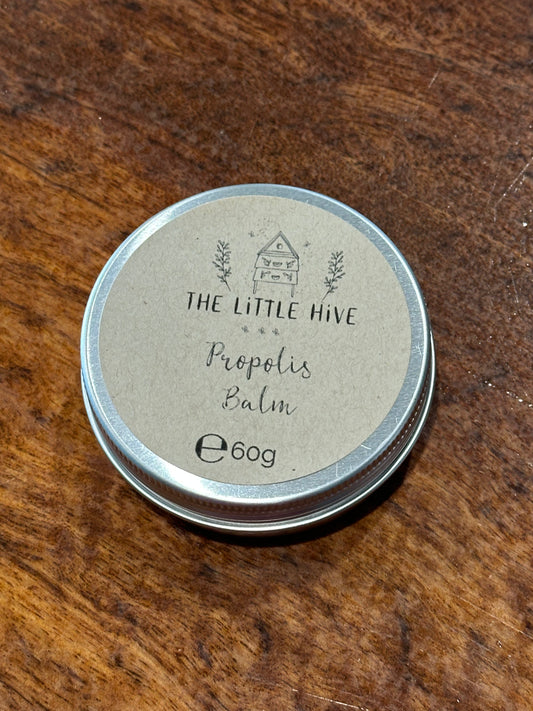 THE LiTTLE HiVE
Propolis
Balm
℮60g